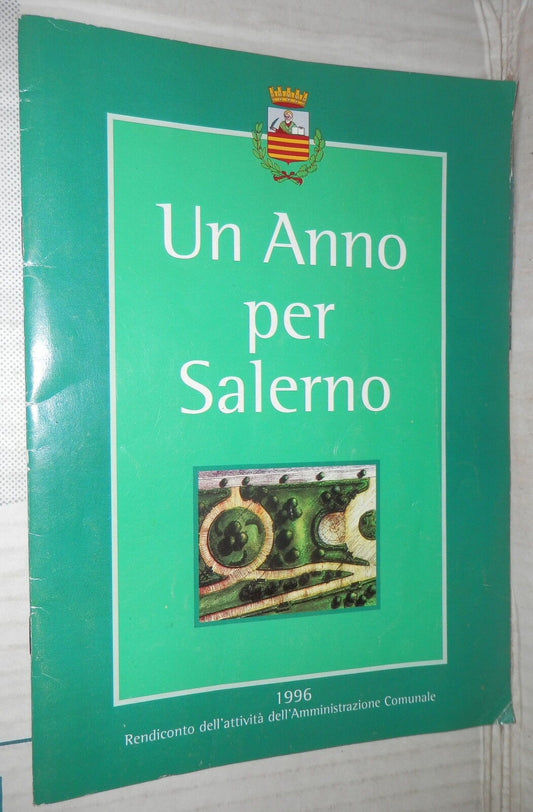 Un Anno
per
Salerno
1996
Rendiconto dell'attività dell'Amministrazione Comunale